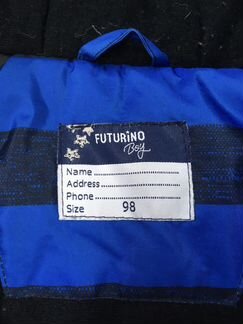 FUTURiNO
Boy
Name..............................
Address..........................
Phone.............................
Size 98